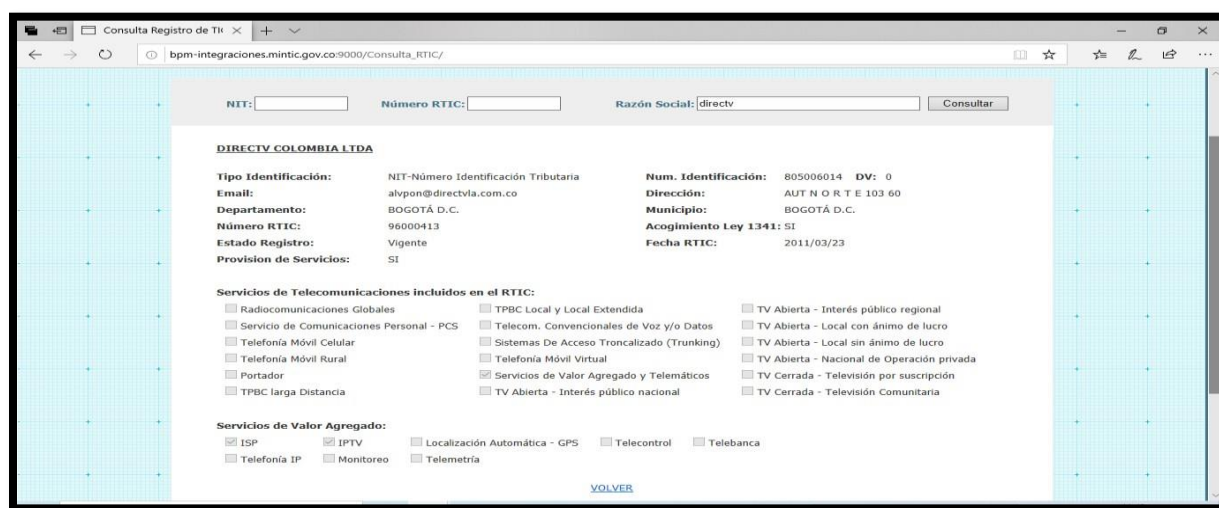 Consulta Registro de TI
bpm-integraciones.mintic.gov.co:9000/Consulta_RTIC/
NIT: Número RTIC: Razón Social: directv Consultar
DIRECTV COLOMBIA LTDA
Tipo Identificación: NIT-Número Identificación Tributaria Num. Identificación: 805006014 DV: 0
Email: alvpon@directvla.com.co Dirección: AUT N O R T E 103 60
Departamento: BOGOTÁ D.C. Municipio: BOGOTÁ D.C.
Número RTIC: 96000413 Acogimiento Ley 1341: SI
Estado Registro: Vigente Fecha RTIC: 2011/03/23
Provision de Servicios: SI
Servicios de Telecomunicaciones incluidos en el RTIC:
Radiocomunicaciones Globales TPBC Local y Local Extendida TV Abierta - Interés público regional
Servicio de Comunicaciones Personal - PCS Telecom. Convencionales de Voz y/o Datos TV Abierta - Local con ánimo de lucro
Telefonía Móvil Celular Sistemas De Acceso Troncalizado (Trunking) TV Abierta - Local sin ánimo de lucro
Telefonía Móvil Rural Telefonía Móvil Virtual TV Abierta - Nacional de Operación privada
Portador Servicios de Valor Agregado y Telemáticos TV Cerrada - Televisión por suscripción
TPBC larga Distancia TV Abierta - Interés público nacional TV Cerrada - Televisión Comunitaria
Servicios de Valor Agregado:
ISP IPTV Localización Automática - GPS Telecontrol Telebanca
Telefonía IP Monitoreo Telemetría
VOLVER